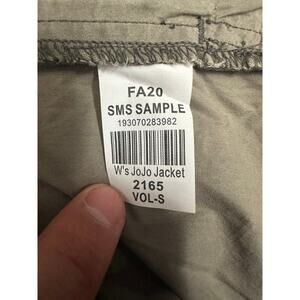 FA20
SMS SAMPLE
193070283982
W's JoJo Jacket
2165
VOL-S